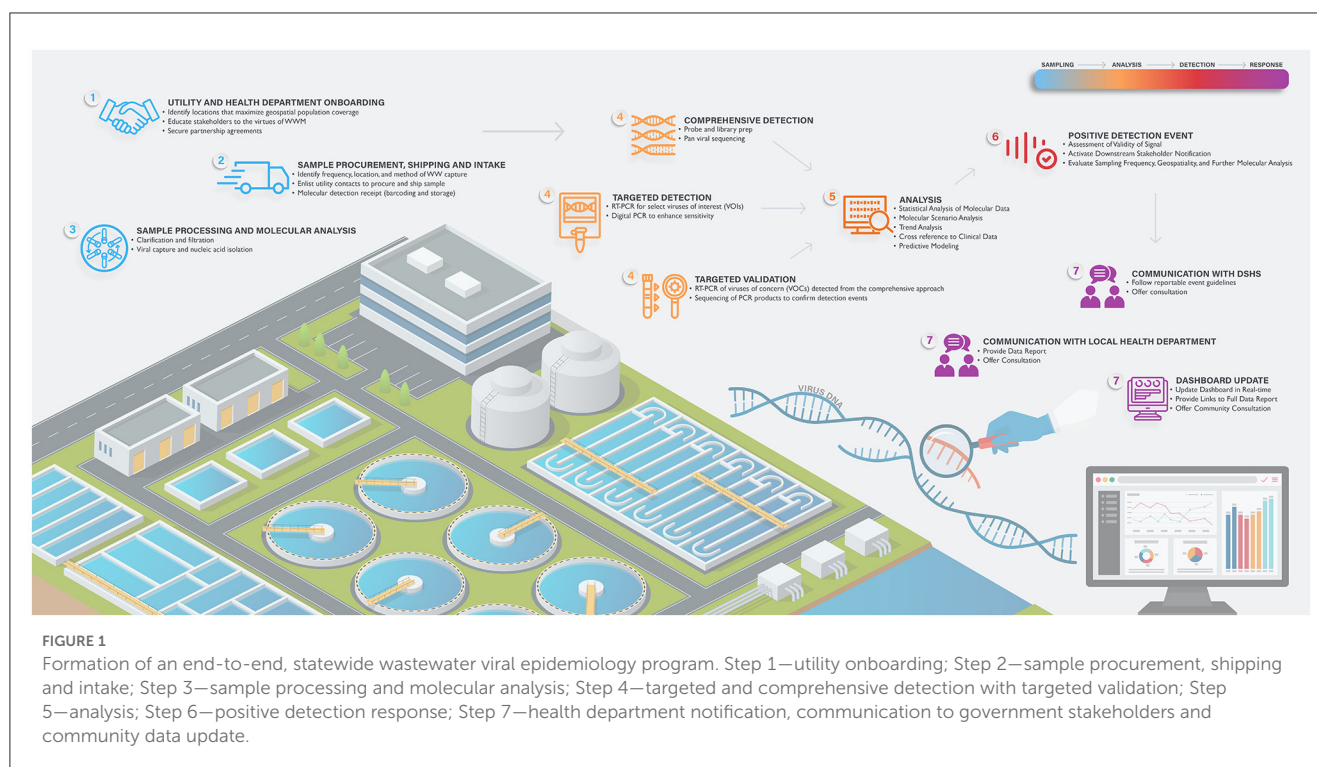 SAMPLING
ANALYSIS
DETECTION
RESPONSE
1
UTILITY AND HEALTH DEPARTMENT ONBOARDING
• Identify locations that maximize geospatial population coverage
• Educate stakeholders to the virtues of WWM
• Secure partnership agreements
2
SAMPLE PROCUREMENT, SHIPPING AND INTAKE
• Identify frequency, location, and method of WW capture
• Enlist utility contacts to procure and ship sample
• Molecular detection receipt (barcoding and storage)
3
SAMPLE PROCESSING AND MOLECULAR ANALYSIS
• Clarification and filtration
• Viral capture and nucleic acid isolation
4
COMPREHENSIVE DETECTION
• Probe and library prep
• Pan viral sequencing
4
TARGETED DETECTION
• RT-PCR for select viruses of interest (VOIs)
• Digital PCR to enhance sensitivity
4
TARGETED VALIDATION
• RT-PCR of viruses of concern (VOCs) detected from the comprehensive approach
• Sequencing of PCR products to confirm detection events
5
ANALYSIS
• Statistical Analysis of Molecular Data
• Molecular Scenario Analysis
• Trend Analysis
• Cross reference to Clinical Data
• Predictive Modeling
6
POSITIVE DETECTION EVENT
• Assessment of Validity of Signal
• Activate Downstream Stakeholder Notification
• Evaluate Sampling Frequency, Geospatiality, and Further Molecular Analysis
7
COMMUNICATION WITH DSHS
• Follow reportable event guidelines
• Offer consultation
7
COMMUNICATION WITH LOCAL HEALTH DEPARTMENT
• Provide Data Report
• Offer Consultation
7
DASHBOARD UPDATE
• Update Dashboard in Real-time
• Provide Links to Full Data Report
• Offer Community Consultation
VIRUS DNA
FIGURE 1
Formation of an end-to-end, statewide wastewater viral epidemiology program. Step 1—utility onboarding; Step 2—sample procurement, shipping
and intake; Step 3—sample processing and molecular analysis; Step 4—targeted and comprehensive detection with targeted validation; Step
5—analysis; Step 6—positive detection response; Step 7—health department notification, communication to government stakeholders and
community data update.